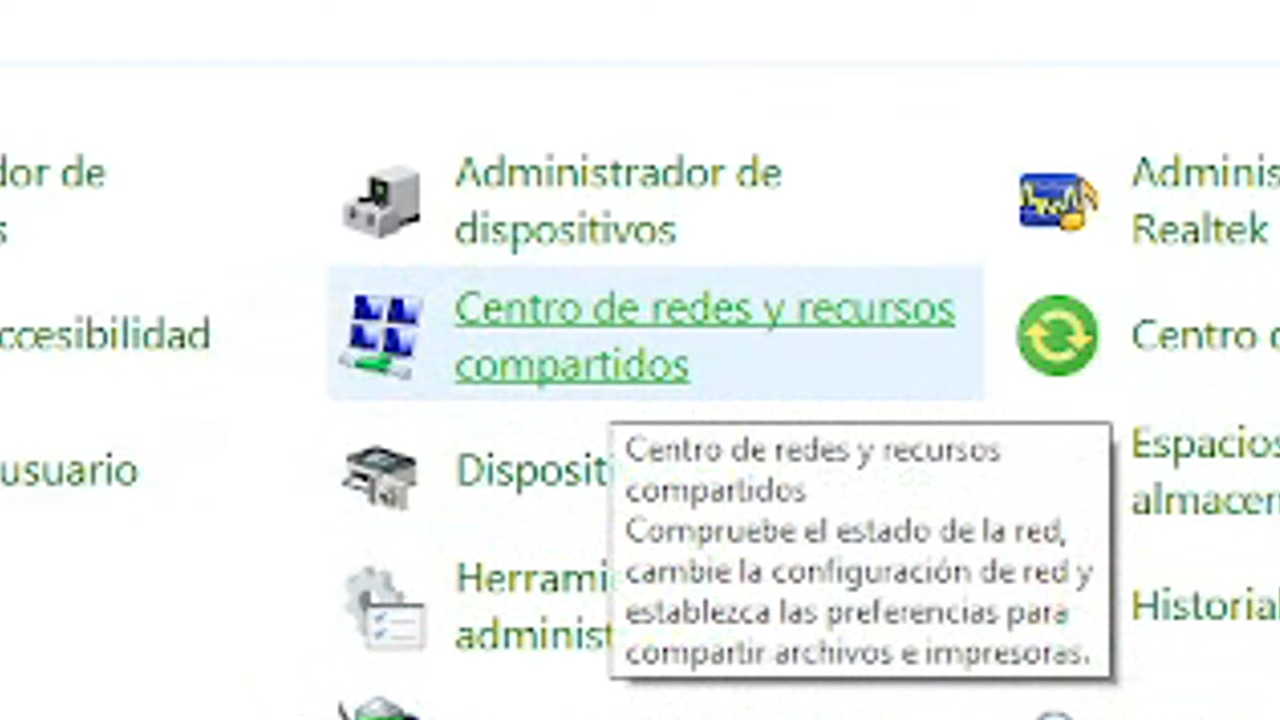 dor de
s
Administrador de
dispositivos
Adminis
Realtek
ccesibilidad
Centro de redes y recursos
compartidos
Centro
usuario
Disposit
Espacios
almacen
Herrami
administ
Historial
Centro de redes y recursos
compartidos
Compruebe el estado de la red,
cambie la configuración de red y
establezca las preferencias para
compartir archivos e impresoras.